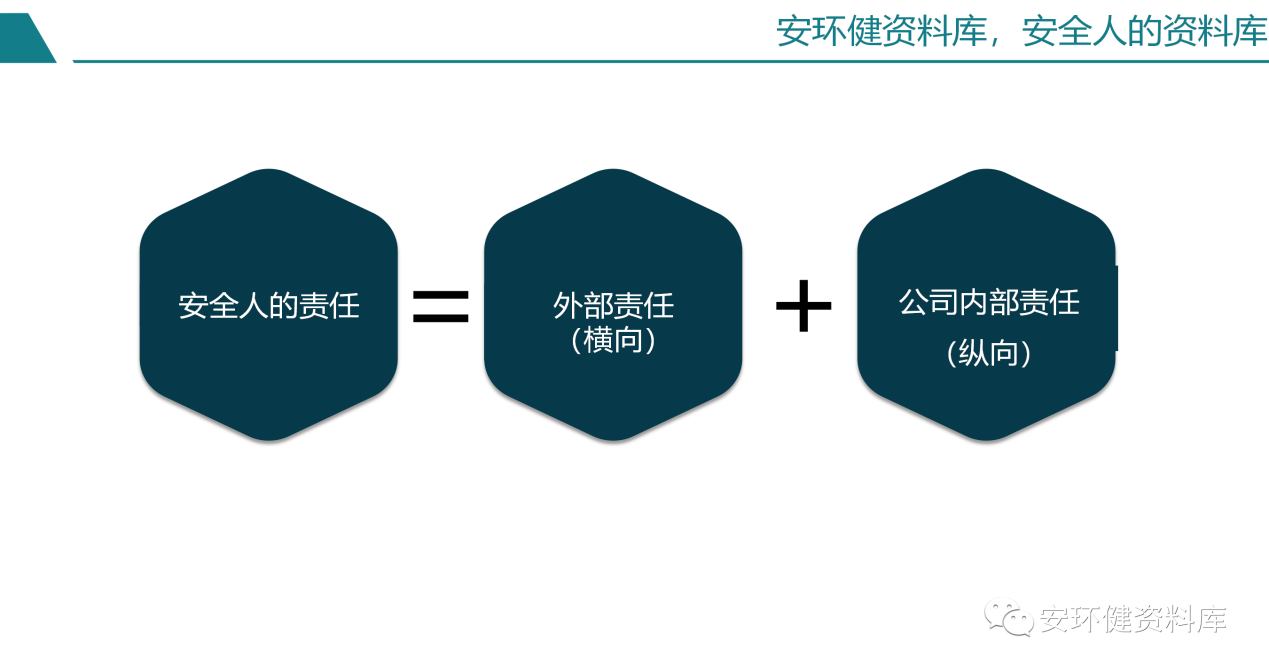 安环健资料库，安全人的资料库
安全人的责任
=
外部责任
（横向）
+
公司内部责任
（纵向）
安环健资料库